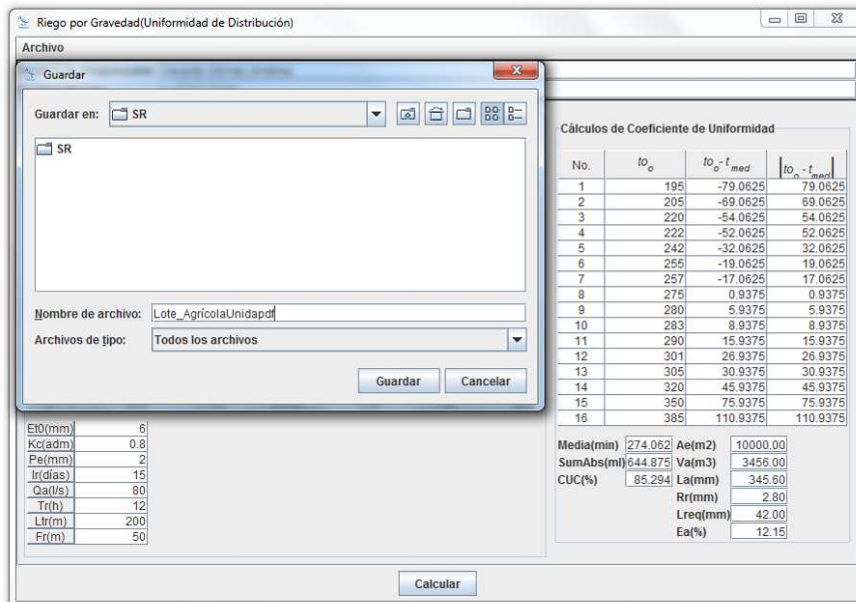 Riego por Gravedad(Uniformidad de Distribución)
Archivo
Guardar
Guardar en: SR
SR
Nombre de archivo: Lote_AgrícolaUnidapdf
Archivos de tipo: Todos los archivos
Guardar Cancelar
Et0(mm) 6
Kc(adm) 0.8
Pe(mm) 2
Ir(días) 15
Qa(l/s) 80
Tr(h) 12
Ltr(m) 200
Fr(m) 50
Cálculos de Coeficiente de Uniformidad
No. to_o to_o - t_med |to_o - t_med|
1 195 -79.0625 79.0625
2 205 -69.0625 69.0625
3 220 -54.0625 54.0625
4 222 -52.0625 52.0625
5 242 -32.0625 32.0625
6 255 -19.0625 19.0625
7 257 -17.0625 17.0625
8 275 0.9375 0.9375
9 280 5.9375 5.9375
10 283 8.9375 8.9375
11 290 15.9375 15.9375
12 301 26.9375 26.9375
13 305 30.9375 30.9375
14 320 45.9375 45.9375
15 350 75.9375 75.9375
16 385 110.9375 110.9375
Media(min) 274.062 Ae(m2) 10000.00
SumAbs(ml) 644.875 Va(m3) 3456.00
CUC(%) 85.294 La(mm) 345.60
Rr(mm) 2.80
Lreq(mm) 42.00
Ea(%) 12.15
Calcular